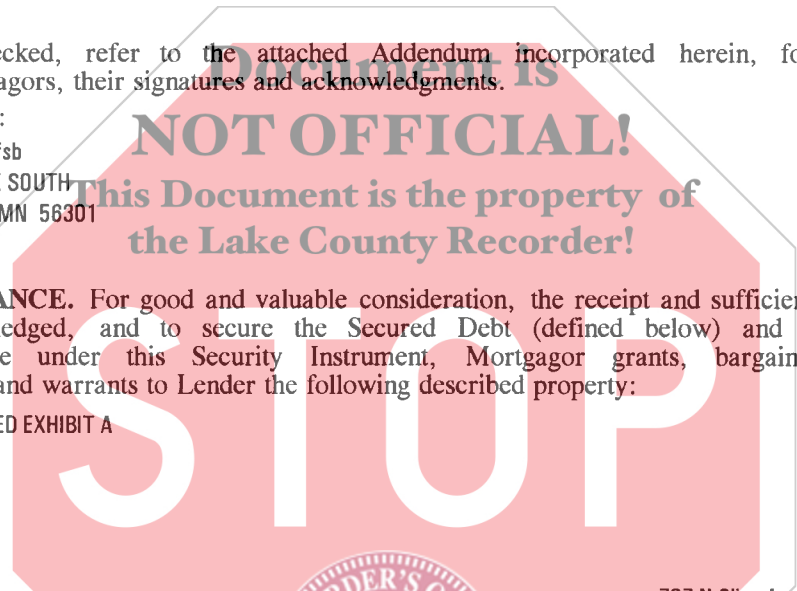 ecked, refer to the attached Addendum incorporated herein, fo
agors, their signatures and acknowledgments.
Document is
:
NOT OFFICIAL!
fsb
SOUTH
This Document is the property of
MN 56301
the Lake County Recorder!
ANCE. For good and valuable consideration, the receipt and sufficien
ledged, and to secure the Secured Debt (defined below) and
e under this Security Instrument, Mortgagor grants, bargain
and warrants to Lender the following described property:
ED EXHIBIT A
STOP
RDER'S